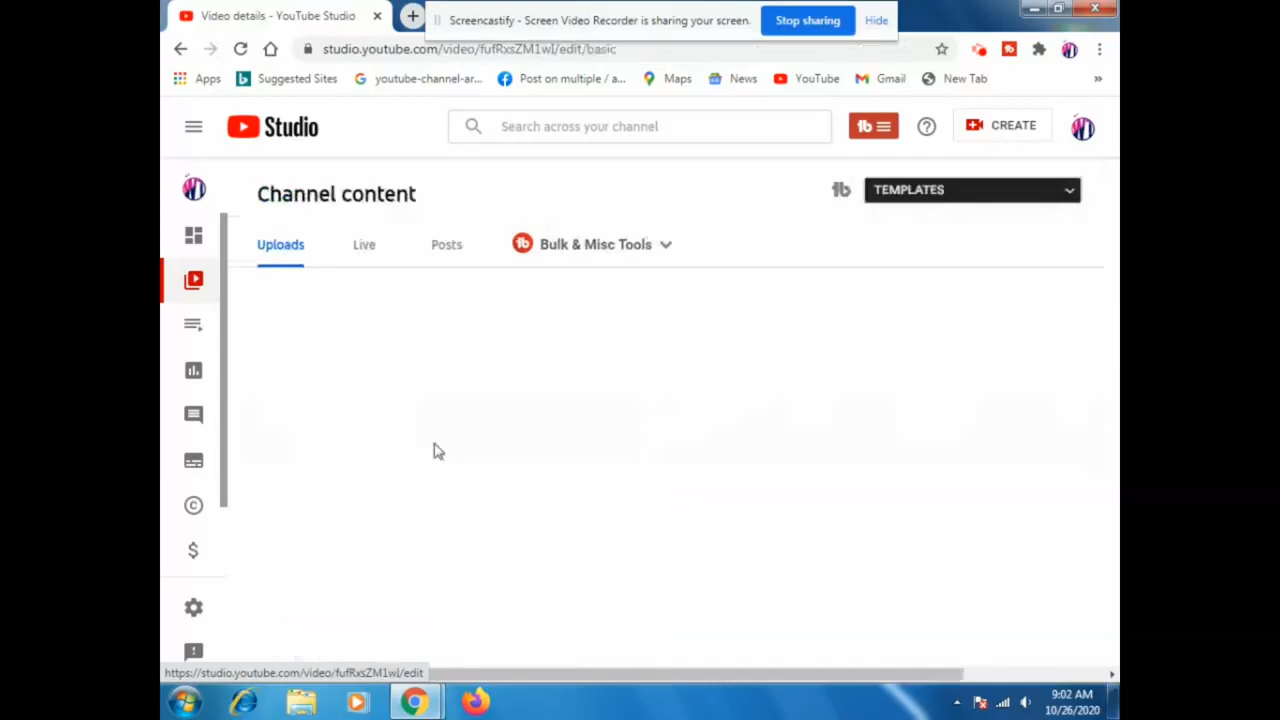 Video details - YouTube Studio
Screencastify - Screen Video Recorder is sharing your screen.
Stop sharing
Hide
studio.youtube.com/video/fufRxsZM1wI/edit/basic
Apps
Suggested Sites
youtube-channel-ar...
Post on multiple / a...
Maps
News
YouTube
Gmail
New Tab
»
Studio
Search across your channel
CREATE
Channel content
TEMPLATES
Uploads
Live
Posts
Bulk & Misc Tools
https://studio.youtube.com/video/fufRxsZM1wI/edit
9:02 AM
10/26/2020